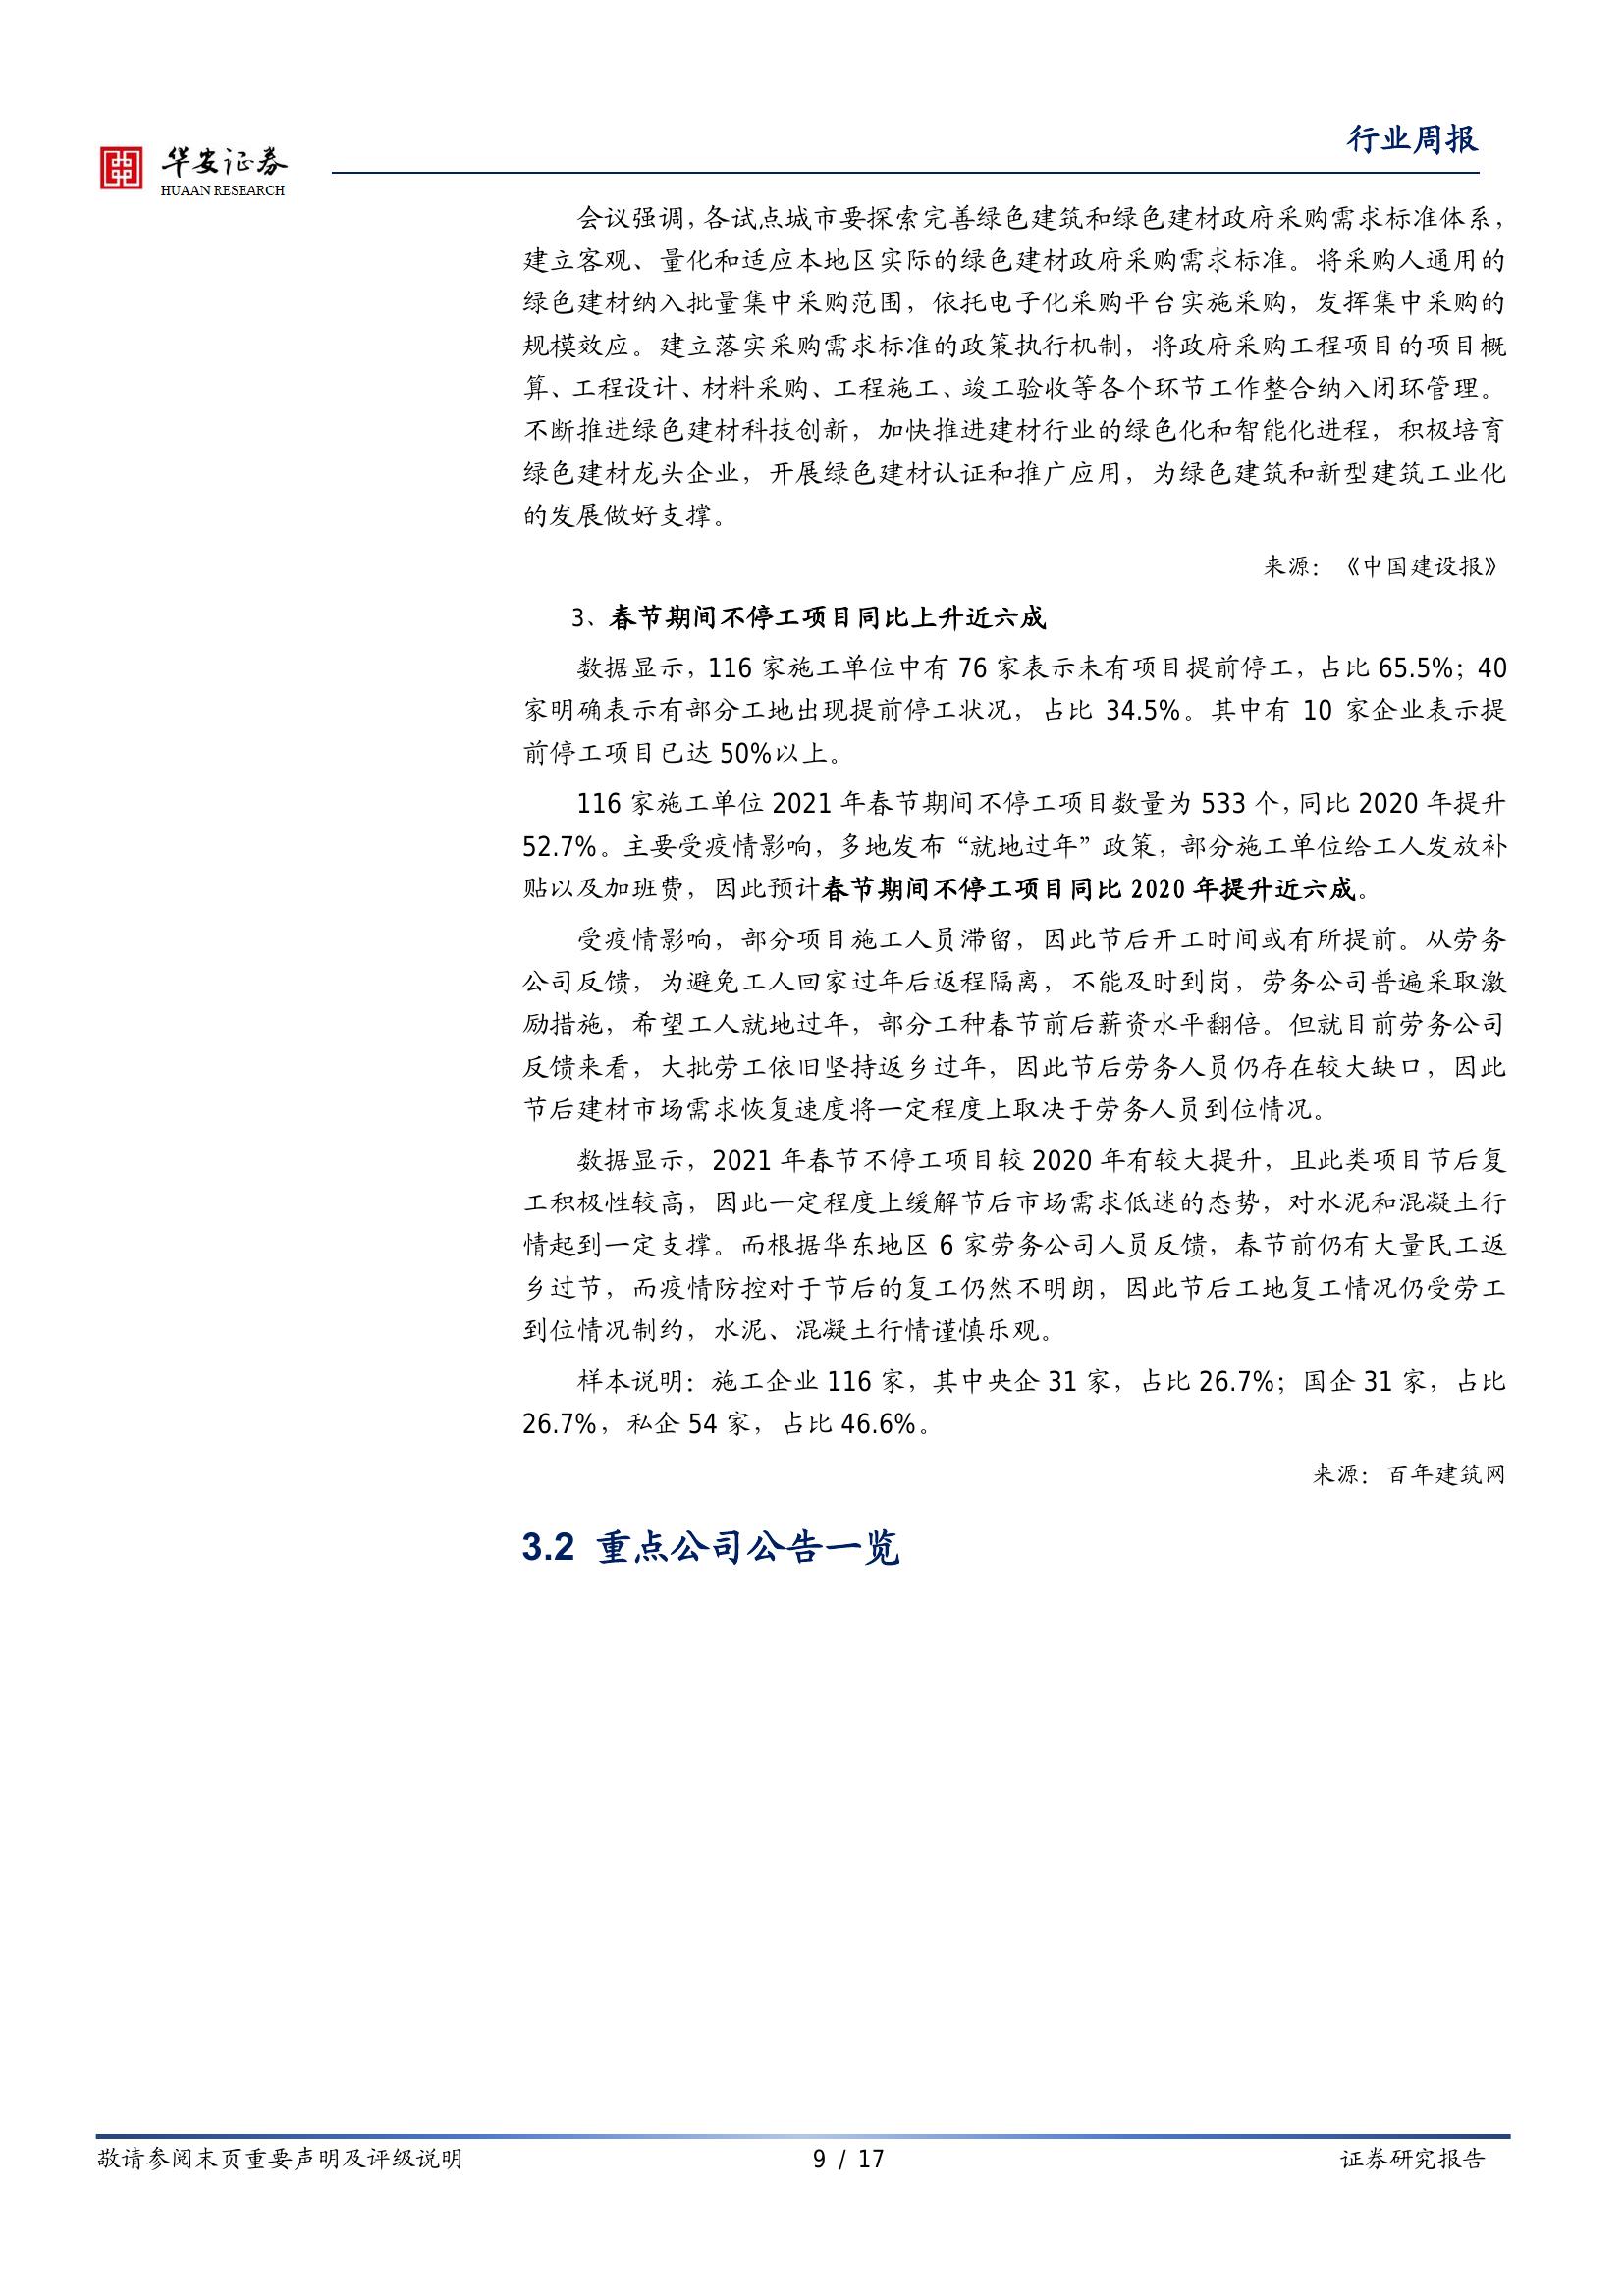 行业周报
华安证券
HUAAN RESEARCH
会议强调，各试点城市要探索完善绿色建筑和绿色建材政府采购需求标准体系，
建立客观、量化和适应本地区实际的绿色建材政府采购需求标准。将采购人通用的
绿色建材纳入批量集中采购范围，依托电子化采购平台实施采购，发挥集中采购的
规模效应。建立落实采购需求标准的政策执行机制，将政府采购工程项目的项目概
算、工程设计、材料采购、工程施工、竣工验收等各个环节工作整合纳入闭环管理。
不断推进绿色建材科技创新，加快推进建材行业的绿色化和智能化进程，积极培育
绿色建材龙头企业，开展绿色建材认证和推广应用，为绿色建筑和新型建筑工业化
的发展做好支撑。
来源：《中国建设报》
3、春节期间不停工项目同比上升近六成
数据显示，116 家施工单位中有 76 家表示未有项目提前停工，占比 65.5%；40
家明确表示有部分工地出现提前停工状况，占比 34.5%。其中有 10 家企业表示提
前停工项目已达 50%以上。
116 家施工单位 2021 年春节期间不停工项目数量为 533 个，同比 2020 年提升
52.7%。主要受疫情影响，多地发布“就地过年”政策，部分施工单位给工人发放补
贴以及加班费，因此预计春节期间不停工项目同比 2020 年提升近六成。
受疫情影响，部分项目施工人员滞留，因此节后开工时间或有所提前。从劳务
公司反馈，为避免工人回家过年后返程隔离，不能及时到岗，劳务公司普遍采取激
励措施，希望工人就地过年，部分工种春节前后薪资水平翻倍。但就目前劳务公司
反馈来看，大批劳工依旧坚持返乡过年，因此节后劳务人员仍存在较大缺口，因此
节后建材市场需求恢复速度将一定程度上取决于劳务人员到位情况。
数据显示，2021 年春节不停工项目较 2020 年有较大提升，且此类项目节后复
工积极性较高，因此一定程度上缓解节后市场需求低迷的态势，对水泥和混凝土行
情起到一定支撑。而根据华东地区 6 家劳务公司人员反馈，春节前仍有大量民工返
乡过节，而疫情防控对于节后的复工仍然不明朗，因此节后工地复工情况仍受劳工
到位情况制约，水泥、混凝土行情谨慎乐观。
样本说明：施工企业 116 家，其中央企 31 家，占比 26.7%；国企 31 家，占比
26.7%，私企 54 家，占比 46.6%。
来源：百年建筑网
3.2 重点公司公告一览
敬请参阅末页重要声明及评级说明
9 / 17
证券研究报告